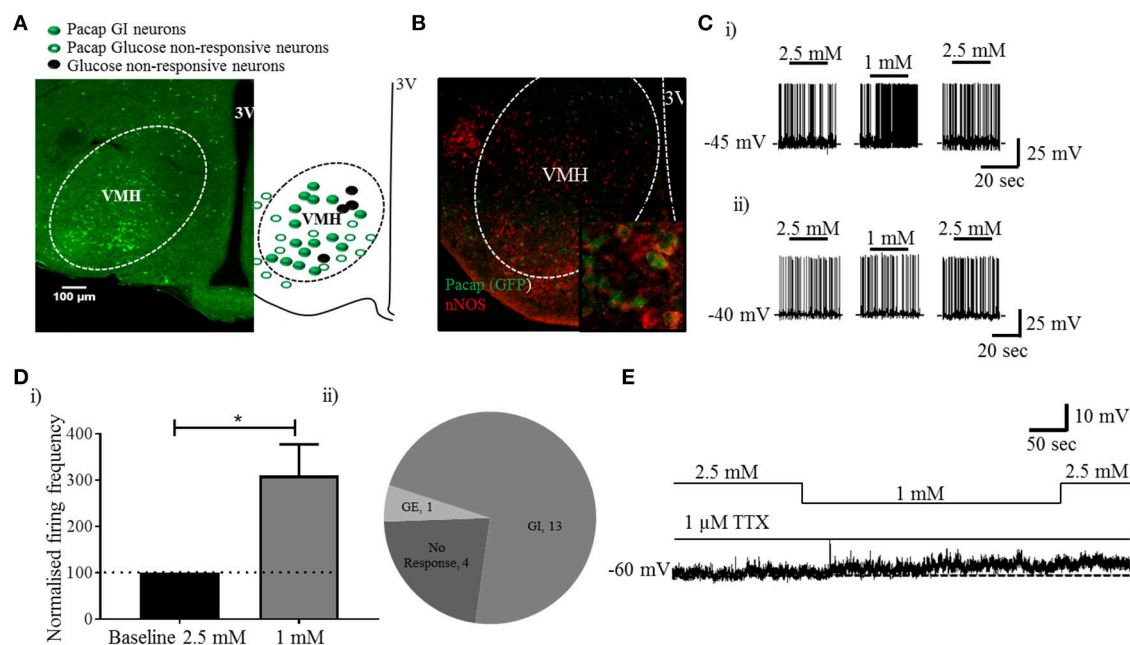 A
Pacap GI neurons
Pacap Glucose non-responsive neurons
Glucose non-responsive neurons
3V
3V
VMH
VMH
100 µm
B
3V
VMH
Pacap (GFP)
nNOS
C
i)
2.5 mM
1 mM
2.5 mM
-45 mV
25 mV
20 sec
ii)
2.5 mM
1 mM
2.5 mM
-40 mV
25 mV
20 sec
D
i)
*
Normalised firing frequency
400
300
200
100
0
Baseline 2.5 mM
1 mM
ii)
GE, 1
GI, 13
No
Response, 4
E
10 mV
50 sec
2.5 mM
1 mM
2.5 mM
1 µM TTX
-60 mV